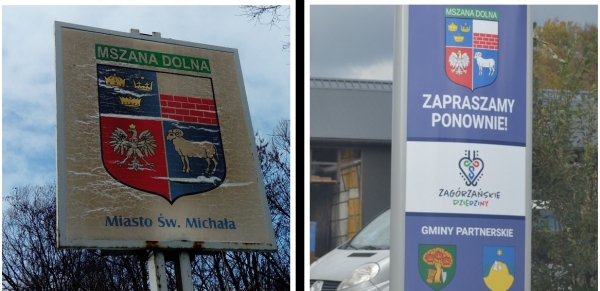 MSZANA DOLNA
Miasto Św. Michała
MSZANA DOLNA
ZAPRASZAMY
PONOWNIE!
ZAGÓRZAŃSKIE
DZIEDZINY
GMINY PARTNERSKIE